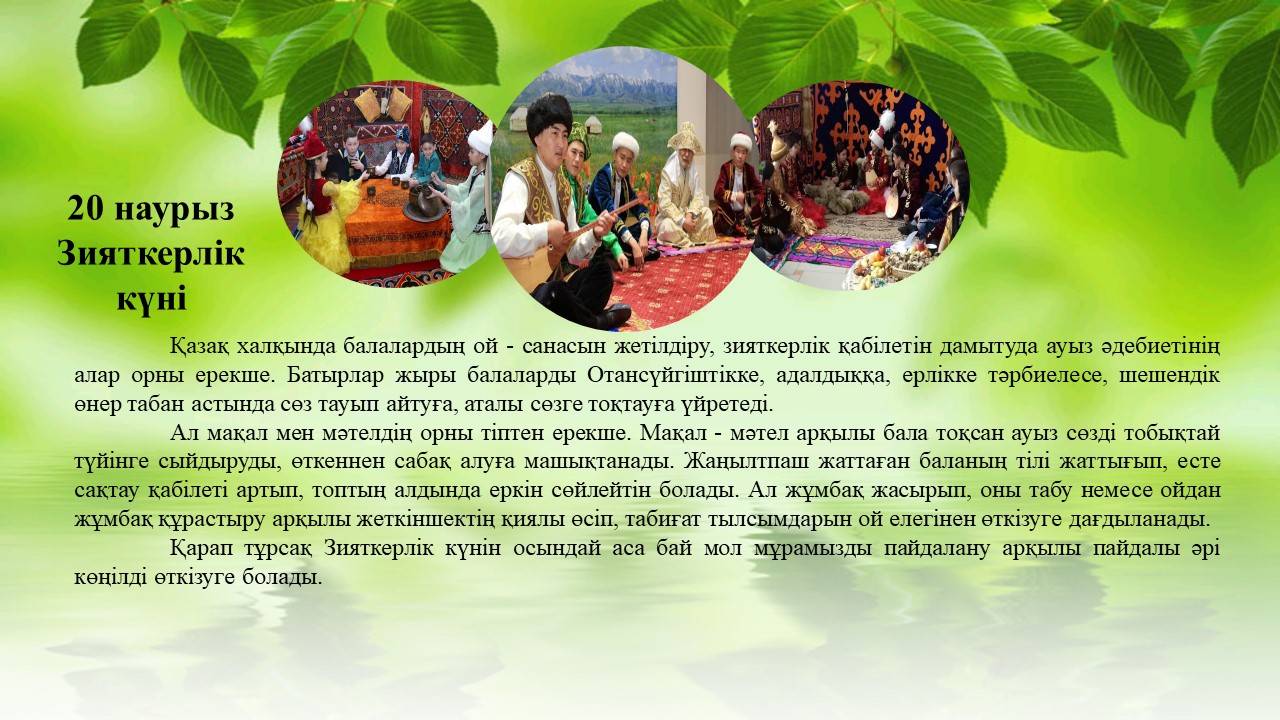 20 наурыз
Зияткерлік
күні
Қазақ халқында балалардың ой - санасын жетілдіру, зияткерлік қабілетін дамытуда ауыз әдебиетінің
алар орны ерекше. Батырлар жыры балаларды Отансүйгіштікке, адалдыққа, ерлікке тәрбиелесе, шешендік
өнер табан астында сөз тауып айтуға, аталы сөзге тоқтауға үйретеді.
Ал мақал мен мәтелдің орны тіптен ерекше. Мақал - мәтел арқылы бала тоқсан ауыз сөзді тобықтай
түйінге сыйдыруды, өткеннен сабақ алуға машықтанады. Жаңылтпаш жаттаған баланың тілі жаттығып, есте
сақтау қабілеті артып, топтың алдында еркін сөйлейтін болады. Ал жұмбақ жасырып, оны табу немесе ойдан
жұмбақ құрастыру арқылы жеткіншектің қиялы өсіп, табиғат тылсымдарын ой елегінен өткізуге дағдыланады.
Қарап тұрсақ Зияткерлік күнін осындай аса бай мол мұрамызды пайдалану арқылы пайдалы әрі
көңілді өткізуге болады.